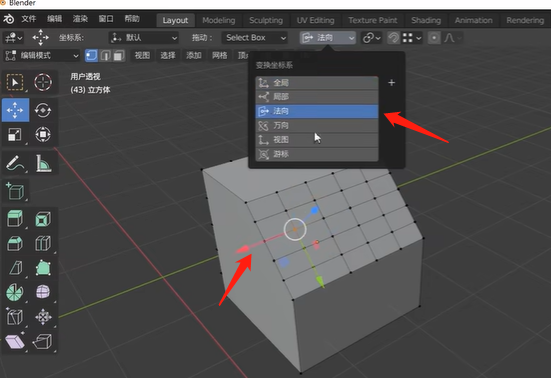 Blender
文件 编辑 渲染 窗口 帮助 Layout Modeling Sculpting UV Editing Texture Paint Shading Animation Rendering
坐标系: 默认 拖动: Select Box 法向
编辑模式 视图 选择 添加 网格 顶
用户透视
(43) 立方体
变换坐标系
全局
局部
法向
万向
视图
游标